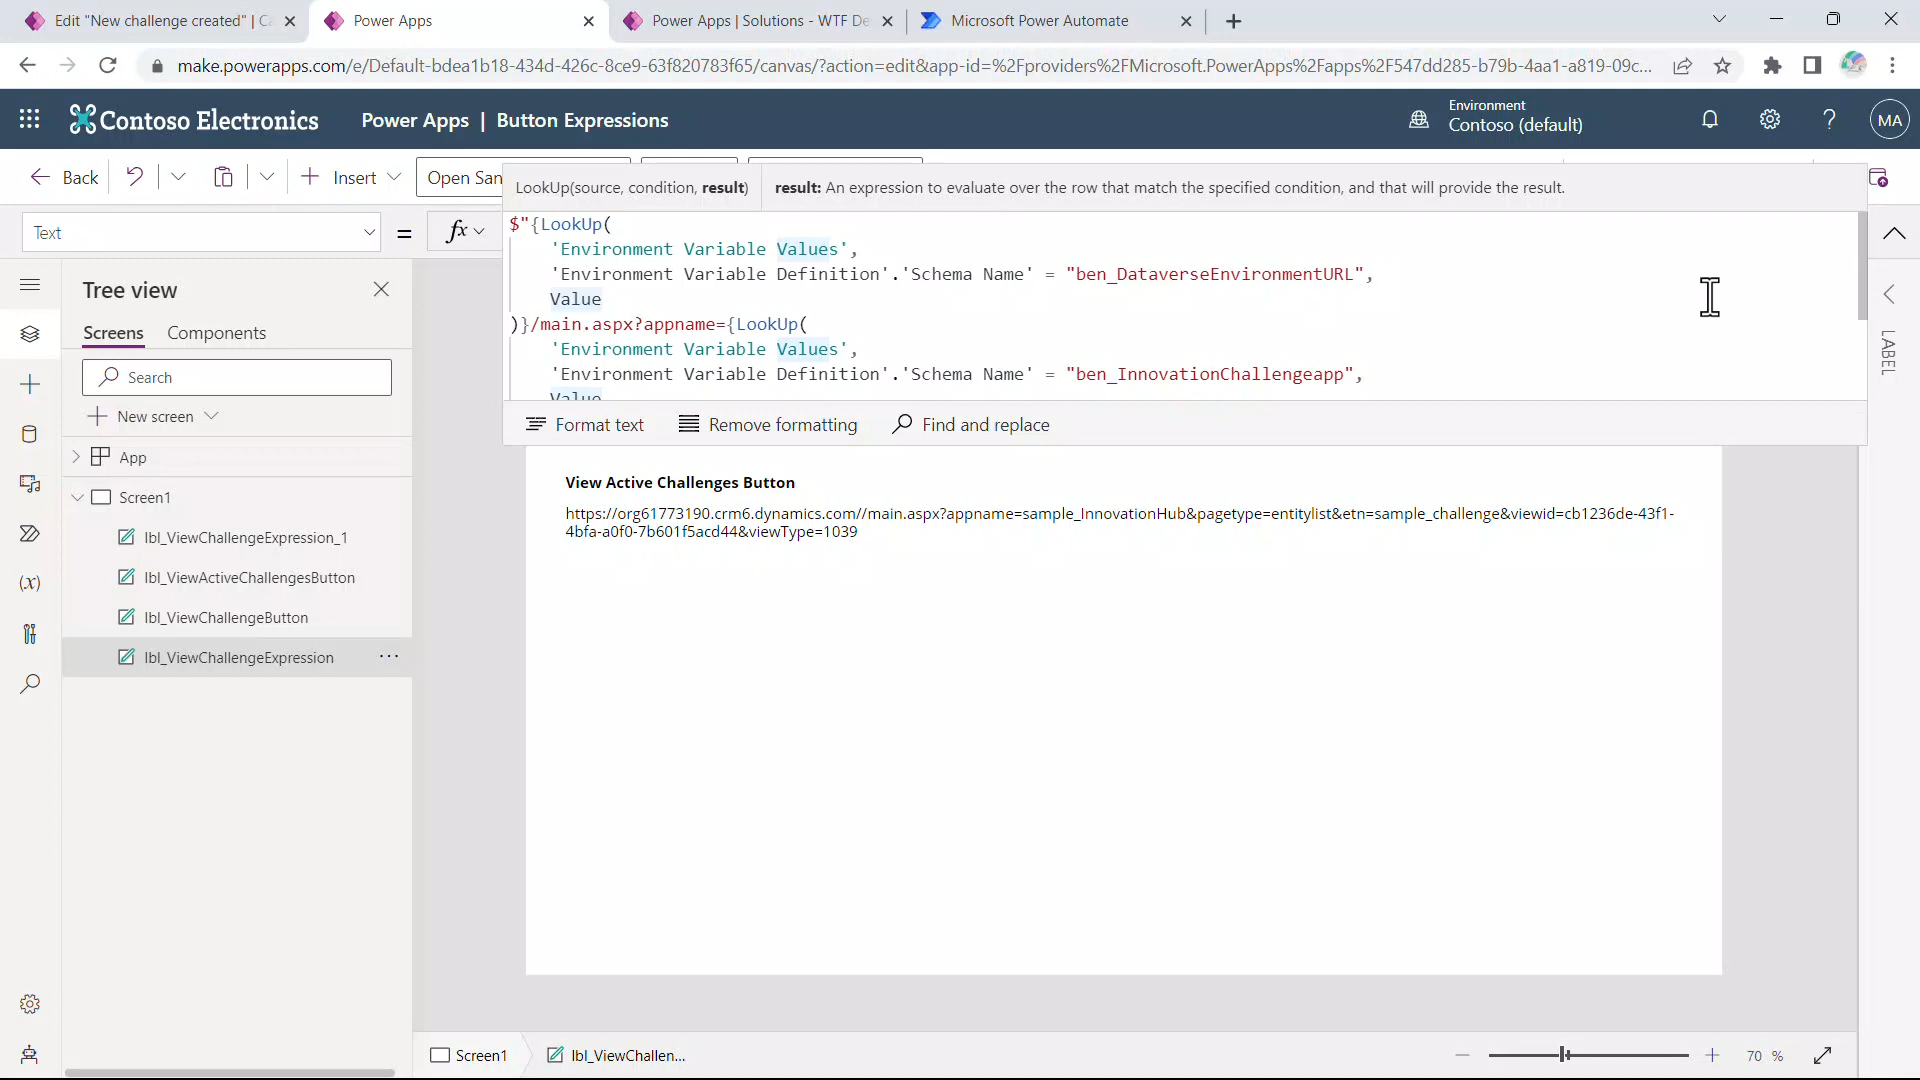 Edit "New challenge created" | Ca
Power Apps
Power Apps | Solutions - WTF De
Microsoft Power Automate
make.powerapps.com/e/Default-bdea1b18-434d-426c-8ce9-63f820783f65/canvas/?action=edit&app-id=%2Fproviders%2FMicrosoft.PowerApps%2Fapps%2F547dd285-b79b-4aa1-a819-09c...
Contoso Electronics
Power Apps | Button Expressions
Environment
Contoso (default)
MA
Back
Insert
Open San
LookUp(source, condition, result)
result: An expression to evaluate over the row that match the specified condition, and that will provide the result.
Text
=
fx
$"{LookUp(
'Environment Variable Values',
'Environment Variable Definition'.'Schema Name' = "ben_DataverseEnvironmentURL",
Value
)}/main.aspx?appname={LookUp(
'Environment Variable Values',
'Environment Variable Definition'.'Schema Name' = "ben_InnovationChallengeapp",
Value
Format text
Remove formatting
Find and replace
LABEL
Tree view
Screens
Components
Search
New screen
App
Screen1
lbl_ViewChallengeExpression_1
lbl_ViewActiveChallengesButton
lbl_ViewChallengeButton
lbl_ViewChallengeExpression
(x)
View Active Challenges Button
https://org61773190.crm6.dynamics.com//main.aspx?appname=sample_InnovationHub&pagetype=entitylist&etn=sample_challenge&viewid=cb1236de-43f1-
4bfa-a0f0-7b601f5acd44&viewType=1039
Screen1
lbl_ViewChallen...
70 %